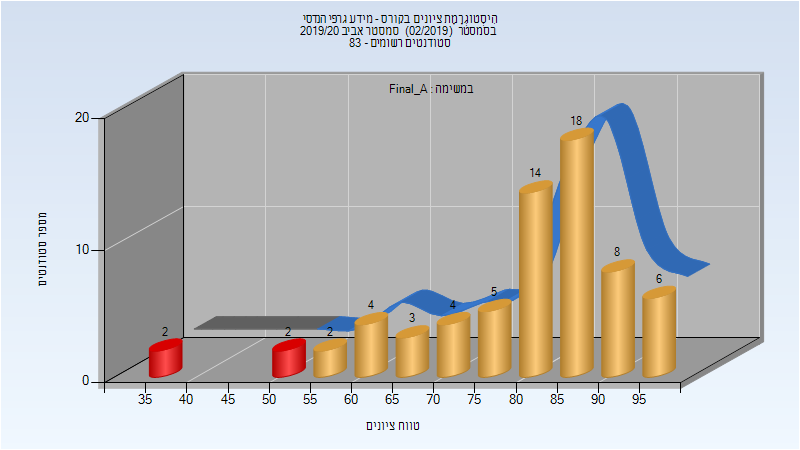 היסטוגרמת ציונים בקורס - מידע גרפי תנדסי
בסמסטר (02/2019) סמסטר אביב 2019/20
סטודנטים רשומים - 83
במשימה : Final_A
מספר סטודנטים
20
10
0
2
2
2
4
3
4
5
14
18
8
6
35 40 45 50 55 60 65 70 75 80 85 90 95
טווח ציונים